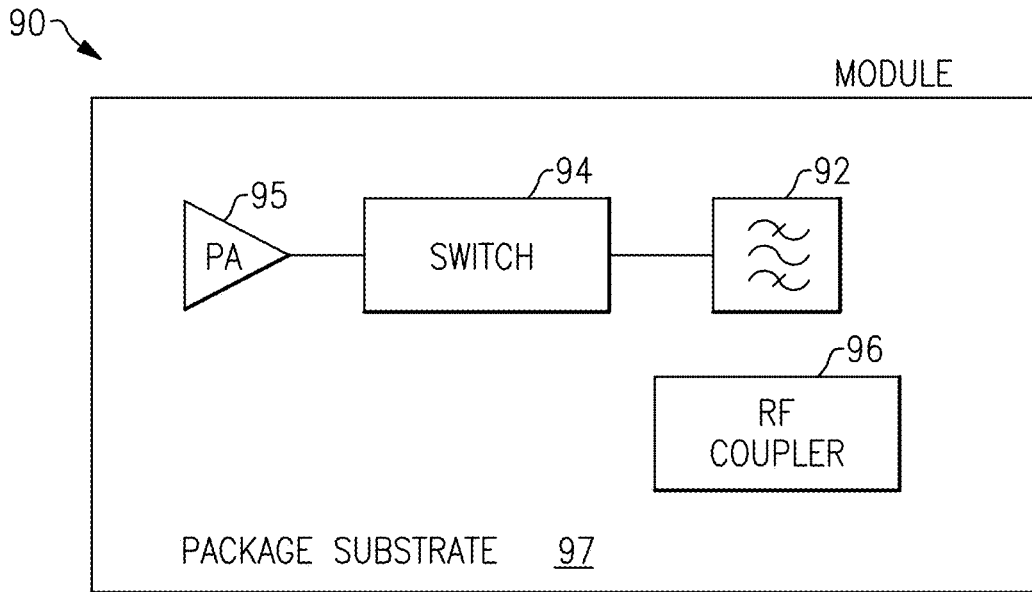 90
MODULE
95
94
92
PA
SWITCH
96
RF
COUPLER
PACKAGE SUBSTRATE 97